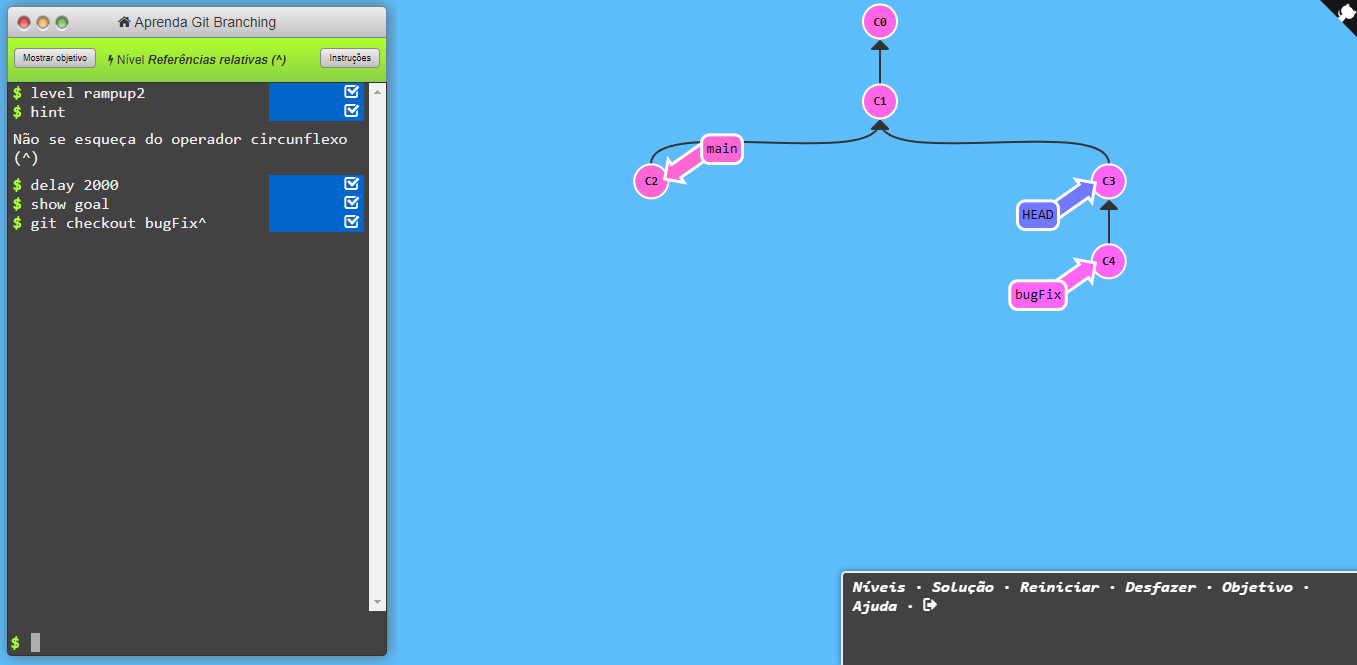 Aprenda Git Branching
Mostrar objetivo
Nível Referências relativas (^)
Instruções
$ level rampup2
$ hint
Não se esqueça do operador circunflexo
(^)
$ delay 2000
$ show goal
$ git checkout bugFix^
$
C0
C1
main
C2
C3
HEAD
C4
bugFix
Níveis · Solução · Reiniciar · Desfazer · Objetivo ·
Ajuda ·